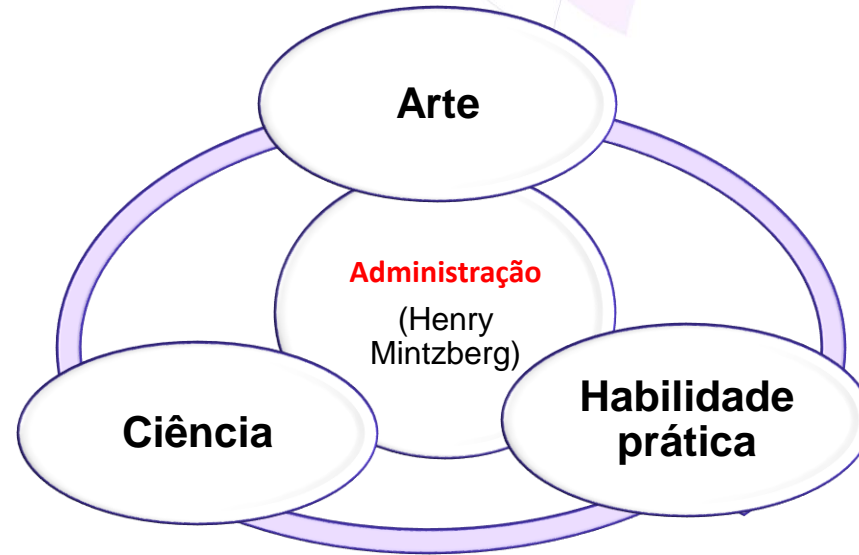 Arte
Administração
(Henry
Mintzberg)
Ciência
Habilidade
prática